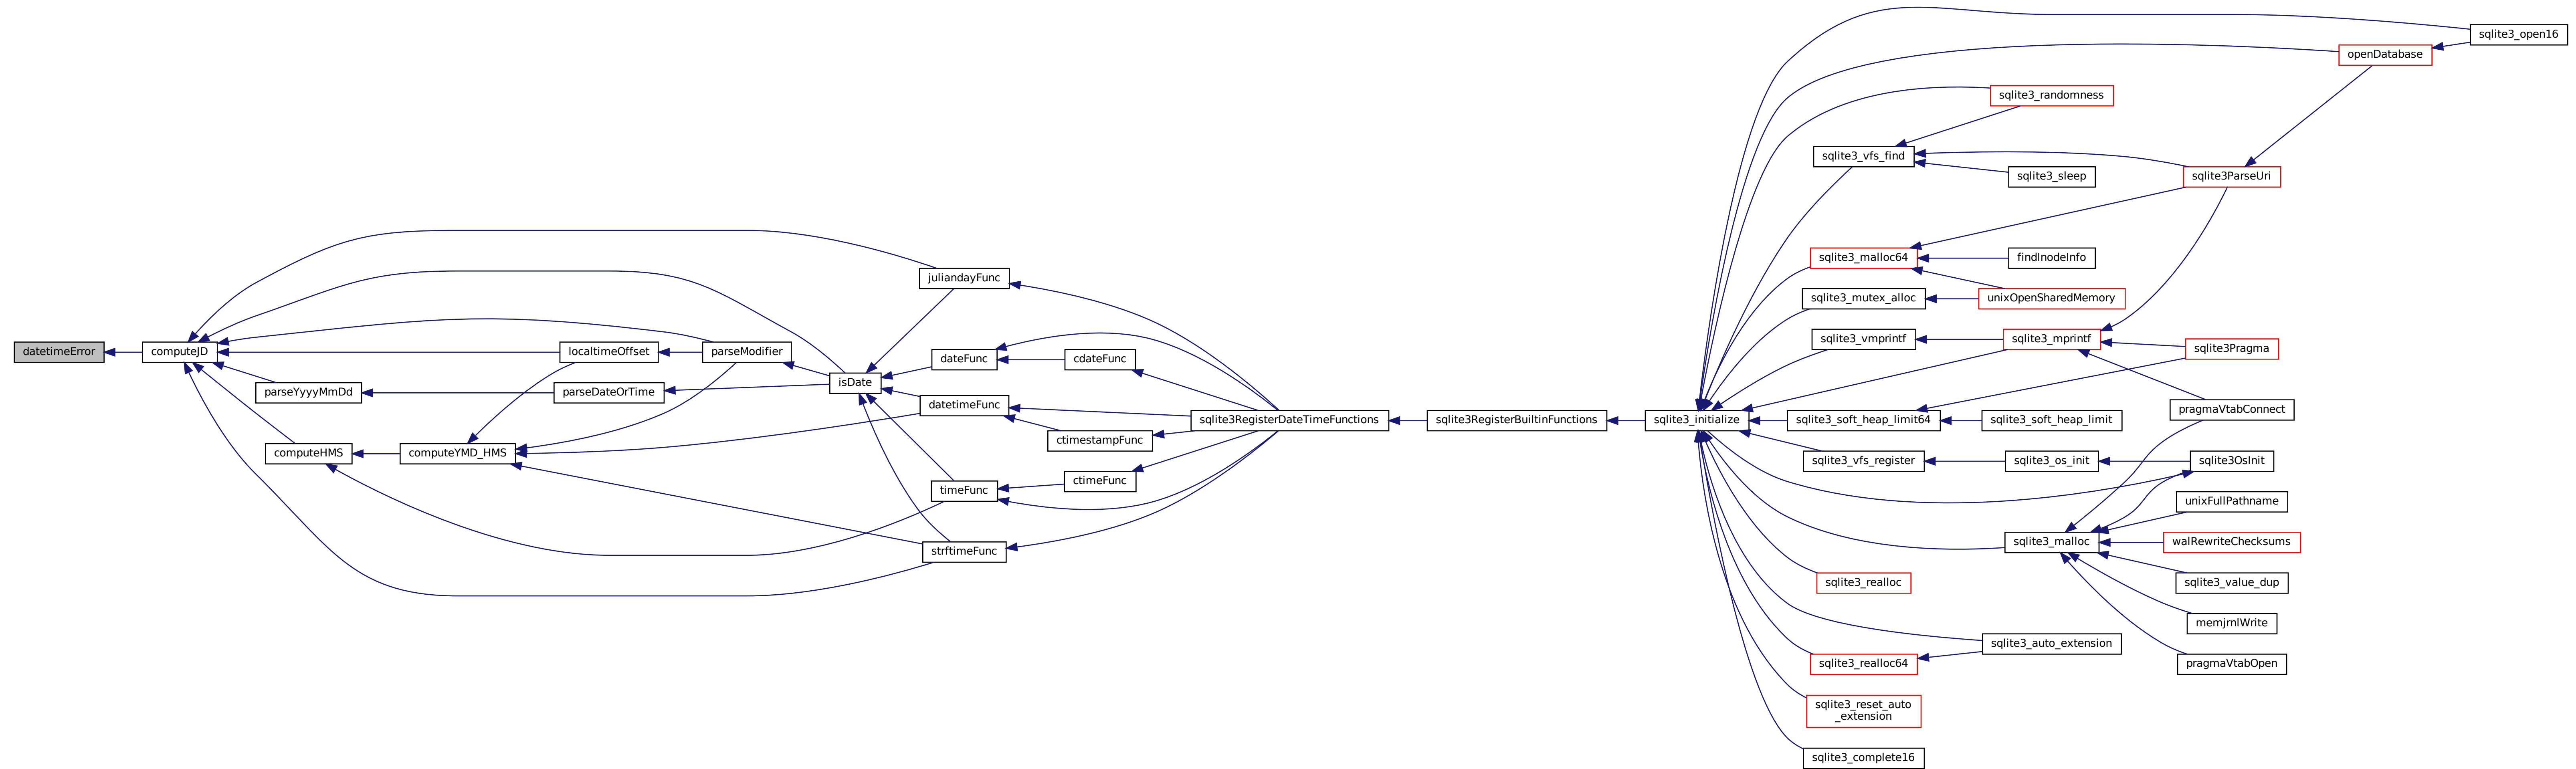 datetimeError
computeJD
parseYyyyMmDd
computeHMS
computeYMD_HMS
localtimeOffset
parseDateOrTime
parseModifier
isDate
juliandayFunc
dateFunc
datetimeFunc
timeFunc
strftimeFunc
cdateFunc
ctimestampFunc
ctimeFunc
sqlite3RegisterDateTimeFunctions
sqlite3RegisterBuiltinFunctions
sqlite3_initialize
sqlite3_vfs_find
sqlite3_malloc64
sqlite3_mutex_alloc
sqlite3_vmprintf
sqlite3_soft_heap_limit64
sqlite3_vfs_register
sqlite3_realloc
sqlite3_realloc64
sqlite3_reset_auto
_extension
sqlite3_complete16
sqlite3_randomness
sqlite3_sleep
findInodeInfo
unixOpenSharedMemory
sqlite3_mprintf
sqlite3_soft_heap_limit
sqlite3_os_init
sqlite3_malloc
sqlite3_auto_extension
sqlite3ParseUri
sqlite3Pragma
pragmaVtabConnect
sqlite3OsInit
unixFullPathname
walRewriteChecksums
sqlite3_value_dup
memjrnlWrite
pragmaVtabOpen
openDatabase
sqlite3_open16